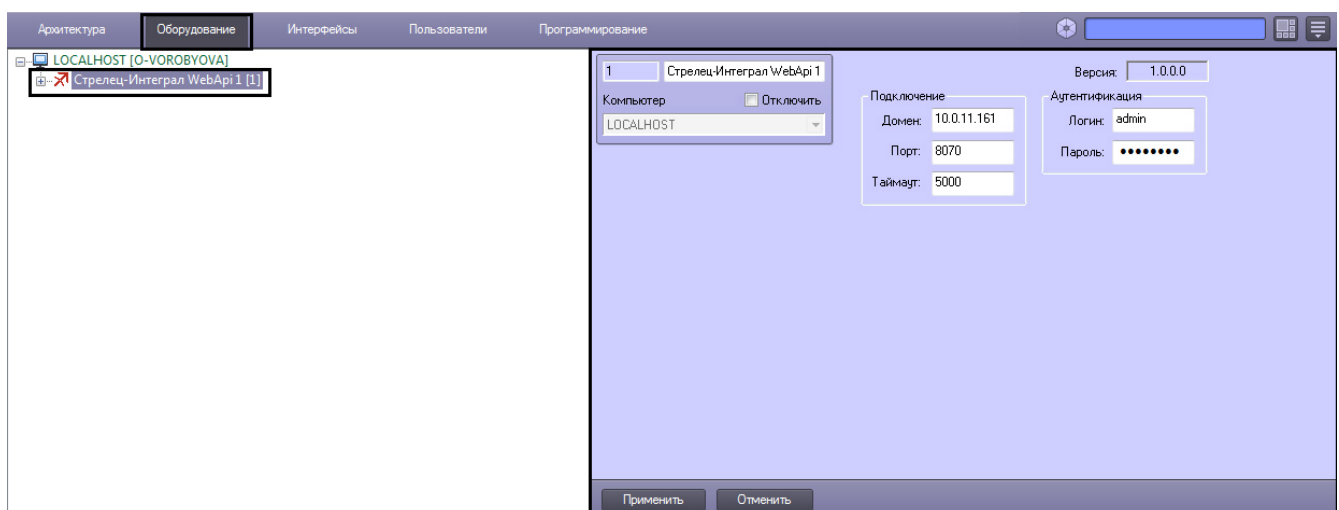 Архитектура Оборудование Интерфейсы Пользователи Программирование
LOCALHOST [O-VOROBYOVA]
Стрелец-Интеграл WebApi 1 [1]
1 Стрелец-Интеграл WebApi 1
Компьютер Отключить
LOCALHOST
Подключение
Домен: 10.0.11.161
Порт: 8070
Таймаут: 5000
Версия: 1.0.0.0
Аутентификация
Логин: admin
Пароль: ••••••••
Применить Отменить